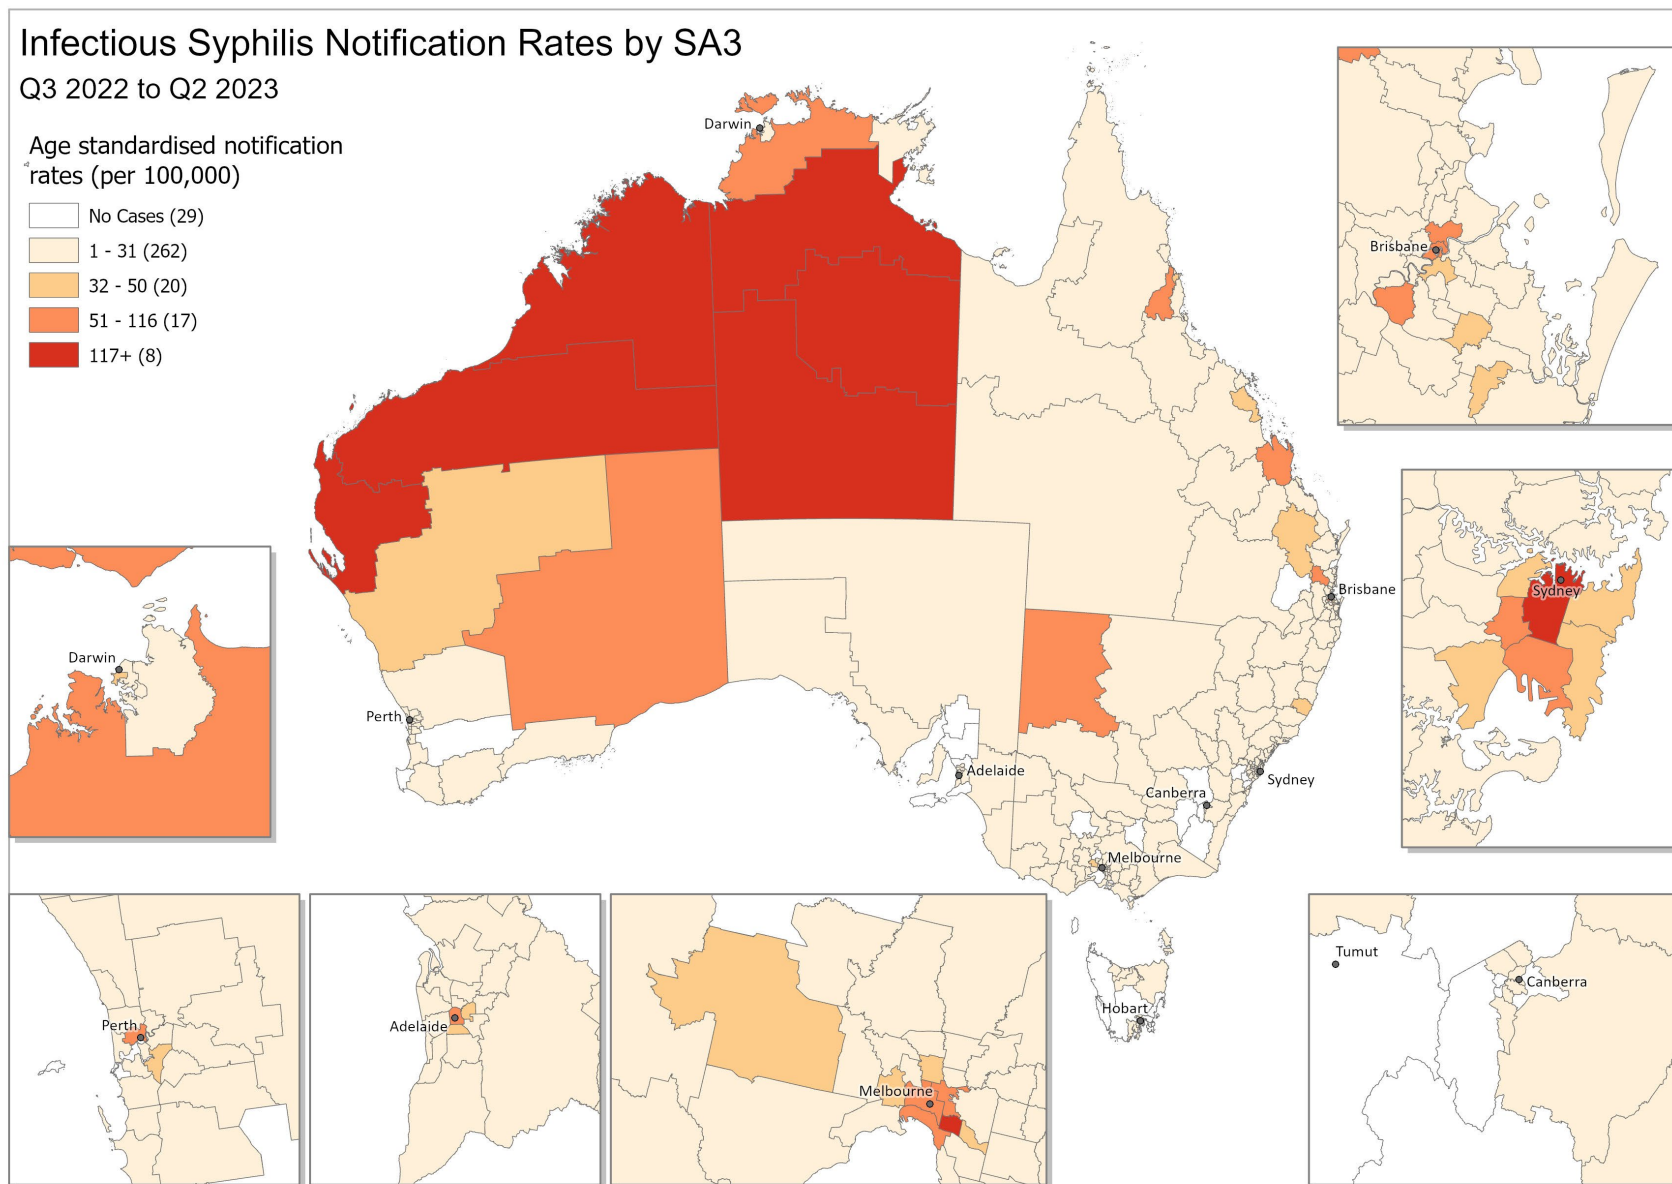 Infectious Syphilis Notification Rates by SA3
Q3 2022 to Q2 2023
Age standardised notification
rates (per 100,000)
No Cases (29)
1 - 31 (262)
32 - 50 (20)
51 - 116 (17)
117+ (8)
Darwin
Brisbane
Sydney
Brisbane
Darwin
Perth
Adelaide
Sydney
Canberra
Melbourne
Hobart
Perth
Adelaide
Melbourne
Tumut
Canberra